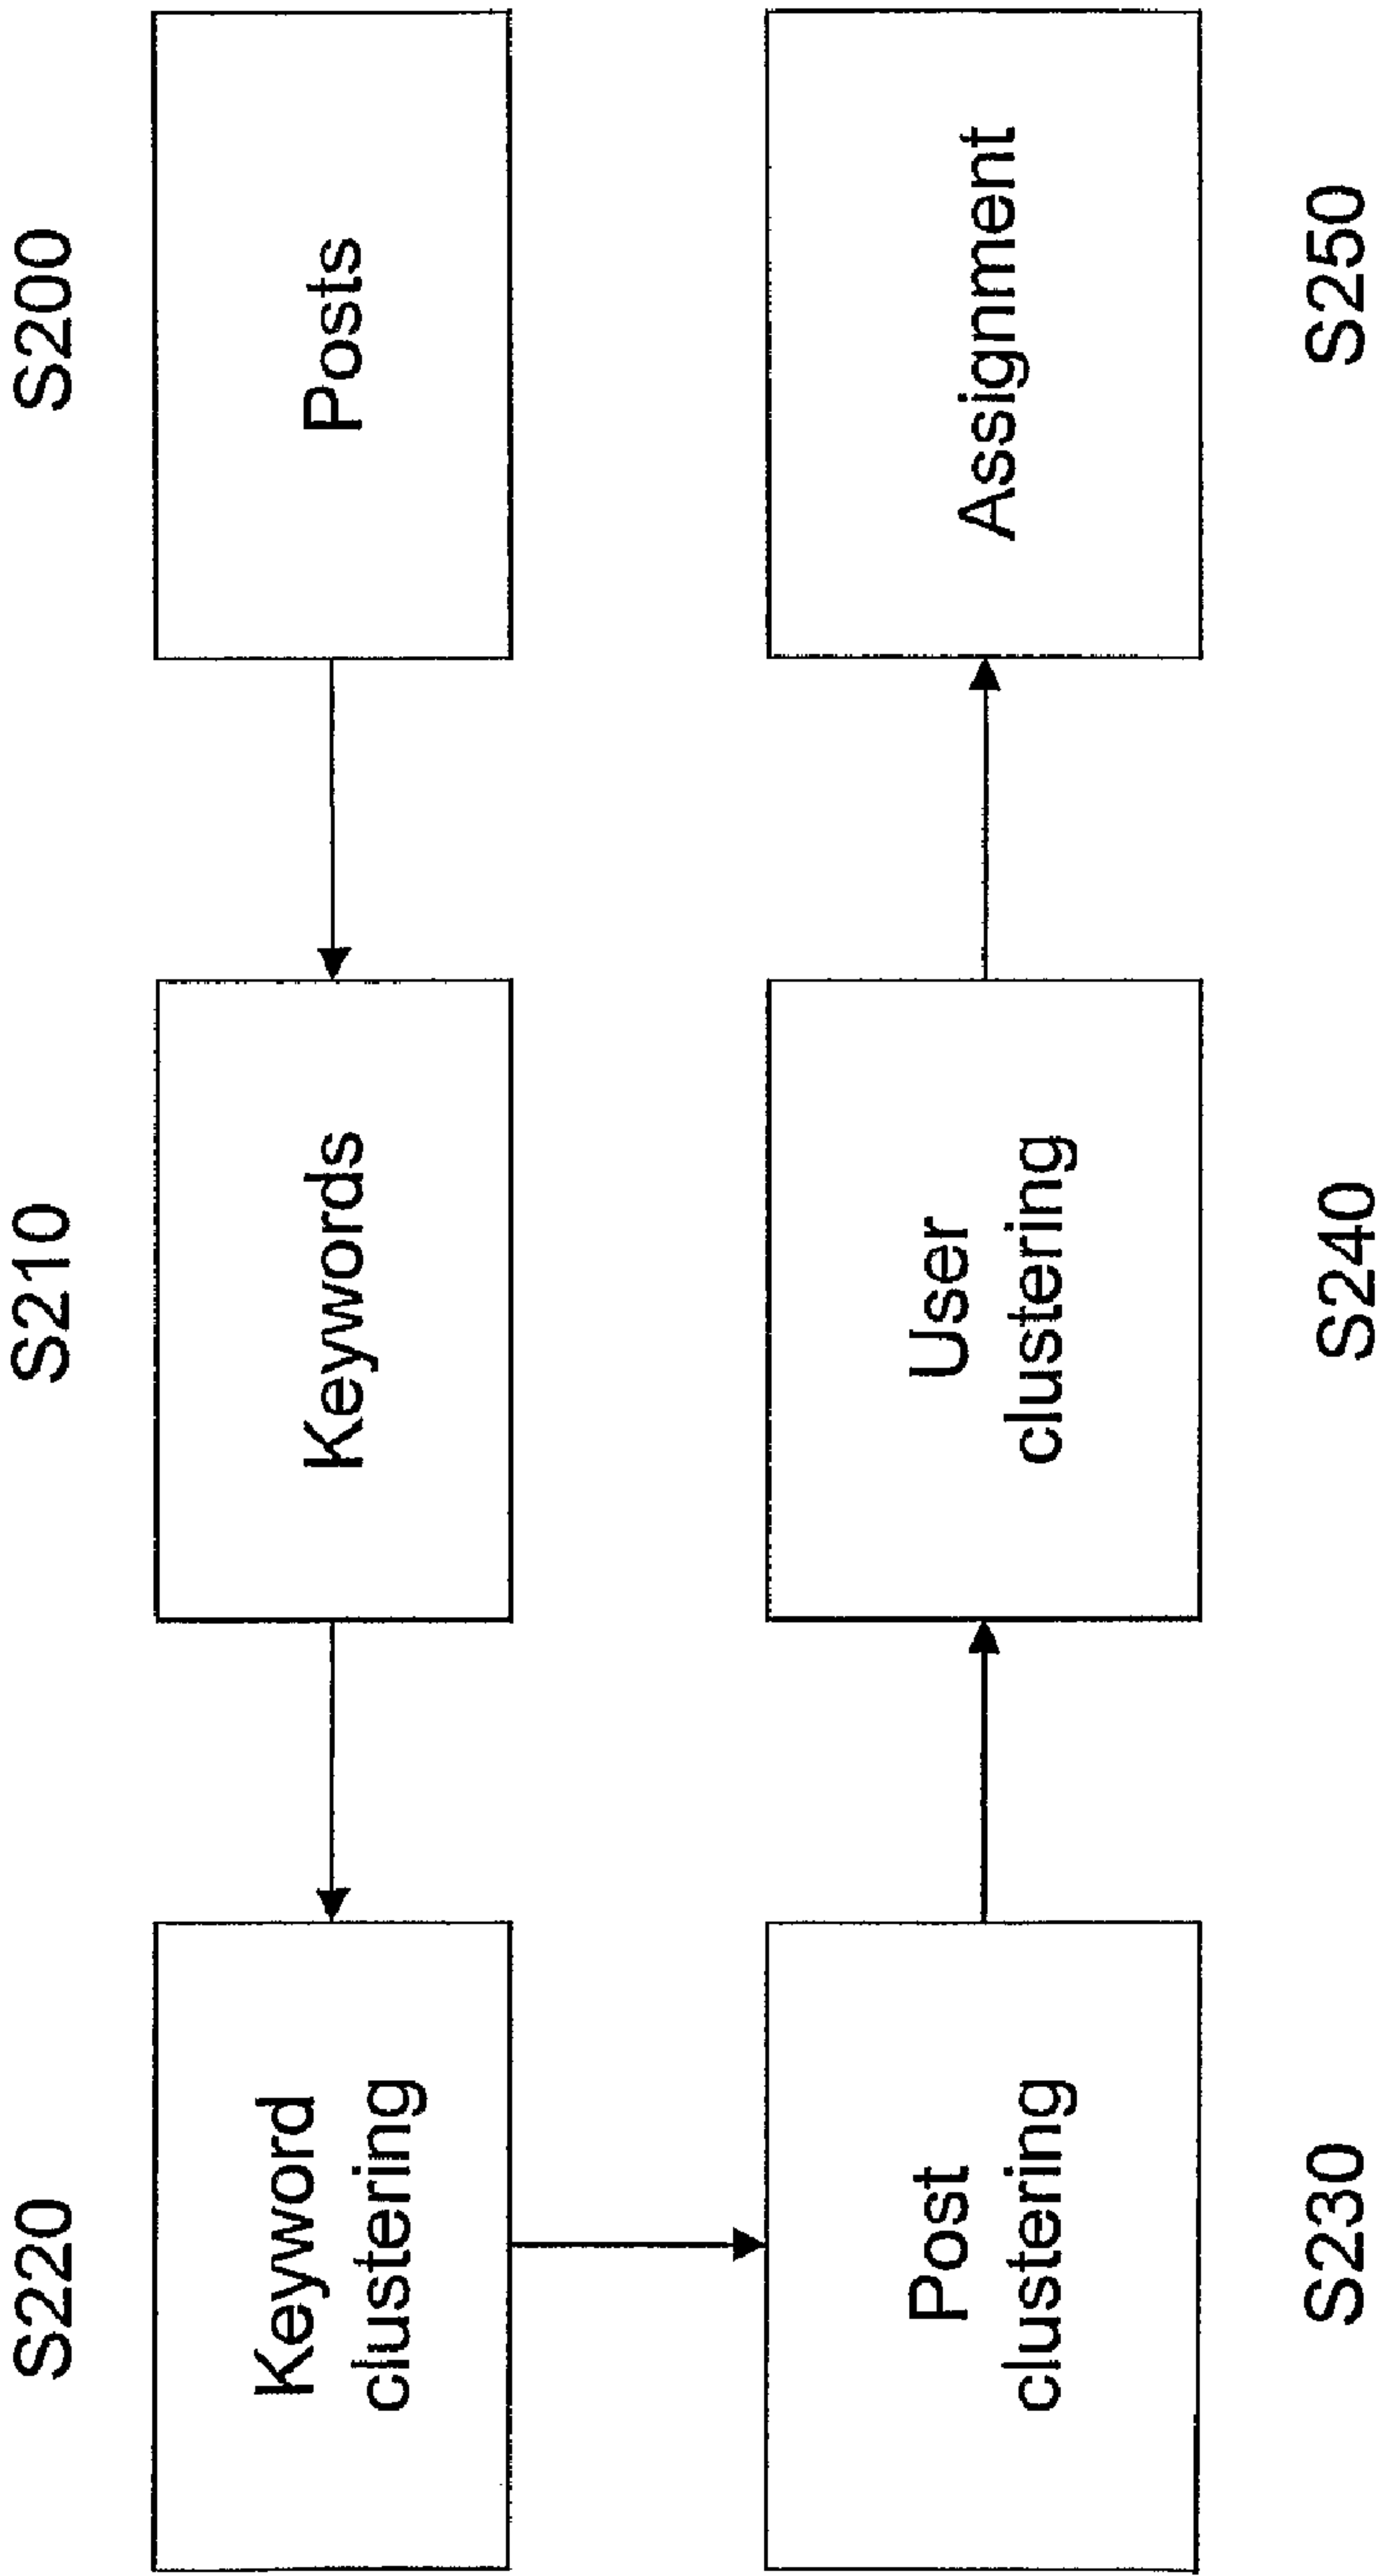 S220
S210
S200
Keyword
clustering
Keywords
Posts
Post
clustering
User
clustering
Assignment
S230
S240
S250